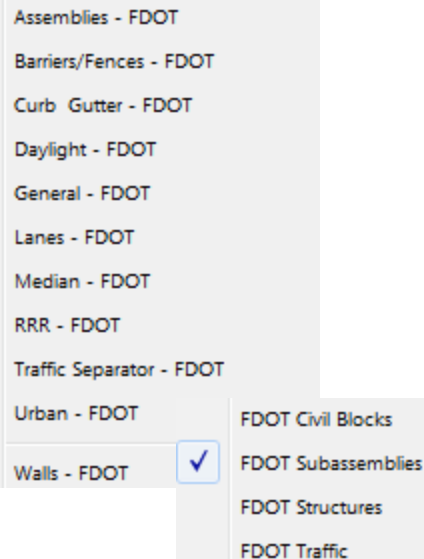 Assemblies - FDOT
Barriers/Fences - FDOT
Curb  Gutter - FDOT
Daylight - FDOT
General - FDOT
Lanes - FDOT
Median - FDOT
RRR - FDOT
Traffic Separator - FDOT
Urban - FDOT
Walls - FDOT
FDOT Civil Blocks
FDOT Subassemblies
FDOT Structures
FDOT Traffic